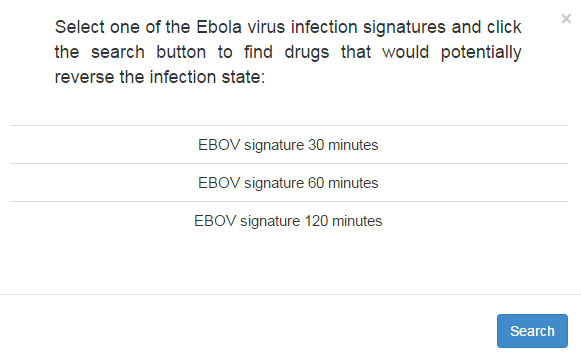 ×
Select one of the Ebola virus infection signatures and click
the search button to find drugs that would potentially
reverse the infection state:
EBOV signature 30 minutes
EBOV signature 60 minutes
EBOV signature 120 minutes
Search